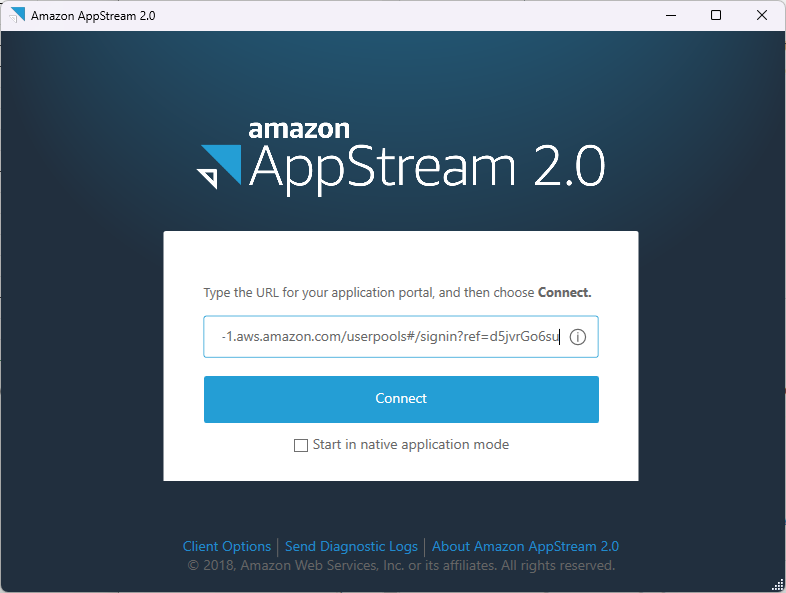 Amazon AppStream 2.0
amazon
AppStream 2.0
Type the URL for your application portal, and then choose Connect.
-1.aws.amazon.com/userpools#/signin?ref=d5jvrGo6su
Connect
Start in native application mode
Client Options | Send Diagnostic Logs | About Amazon AppStream 2.0
© 2018, Amazon Web Services, Inc. or its affiliates. All rights reserved.